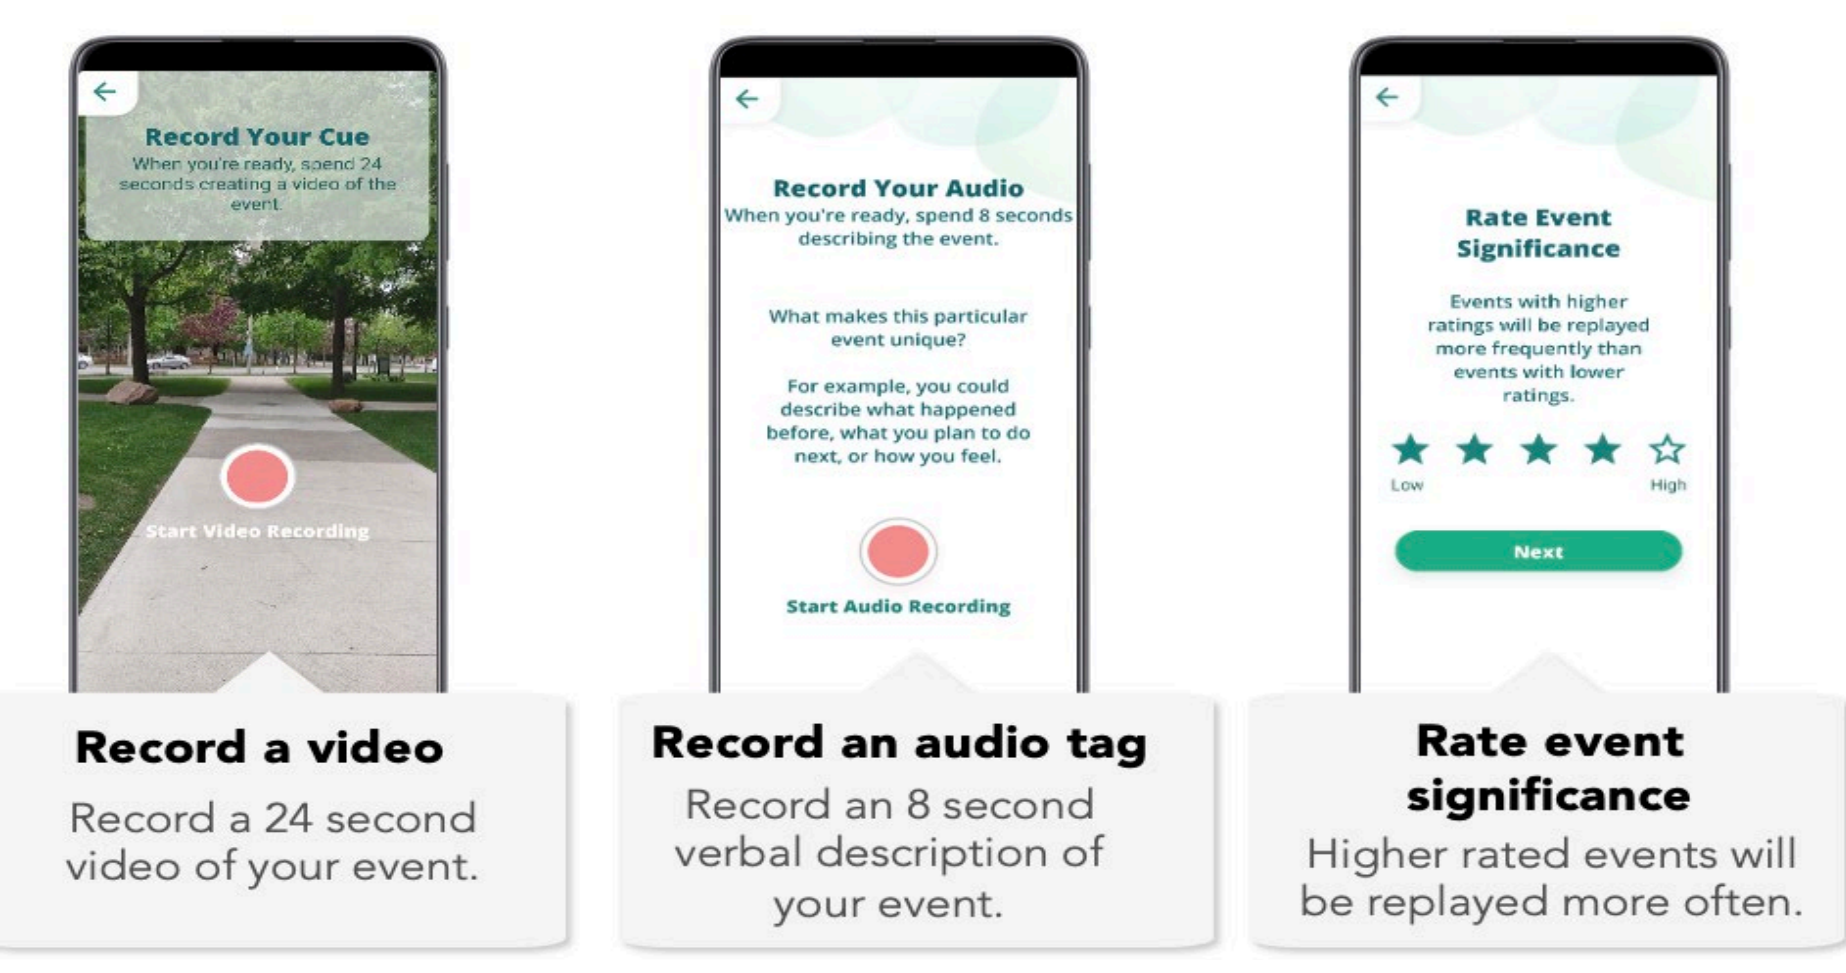 Record Your Cue
When you're ready, spend 24
seconds creating a video of the
event.
Start Video Recording
Record a video
Record a 24 second
video of your event.
Record Your Audio
When you're ready, spend 8 seconds
describing the event.
What makes this particular
event unique?
For example, you could
describe what happened
before, what you plan to do
next, or how you feel.
Start Audio Recording
Record an audio tag
Record an 8 second
verbal description of
your event.
Rate Event
Significance
Events with higher
ratings will be replayed
more frequently than
events with lower
ratings.
Low
High
Next
Rate event
significance
Higher rated events will
be replayed more often.